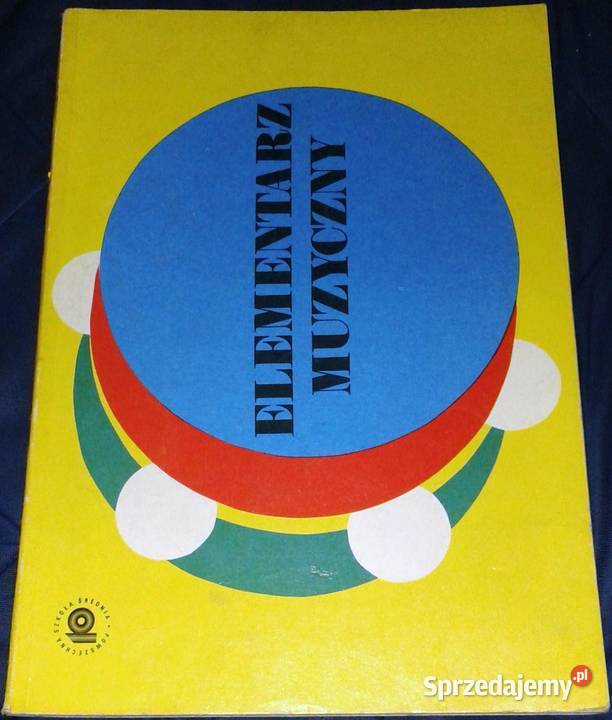 ELEMENTARZ
MUZYCZNY
POWSZECHNA SZKOŁA ŚREDNIA •
Sprzedajemy.pl